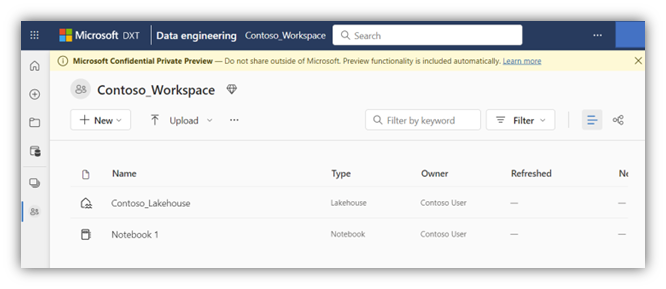 Microsoft DXT Data engineering Contoso_Workspace Search
Microsoft Confidential Private Preview — Do not share outside of Microsoft. Preview functionality is included automatically. Learn more
Contoso_Workspace
New Upload Filter by keyword Filter
Name Type Owner Refreshed
Contoso_Lakehouse Lakehouse Contoso User —
Notebook 1 Notebook Contoso User —